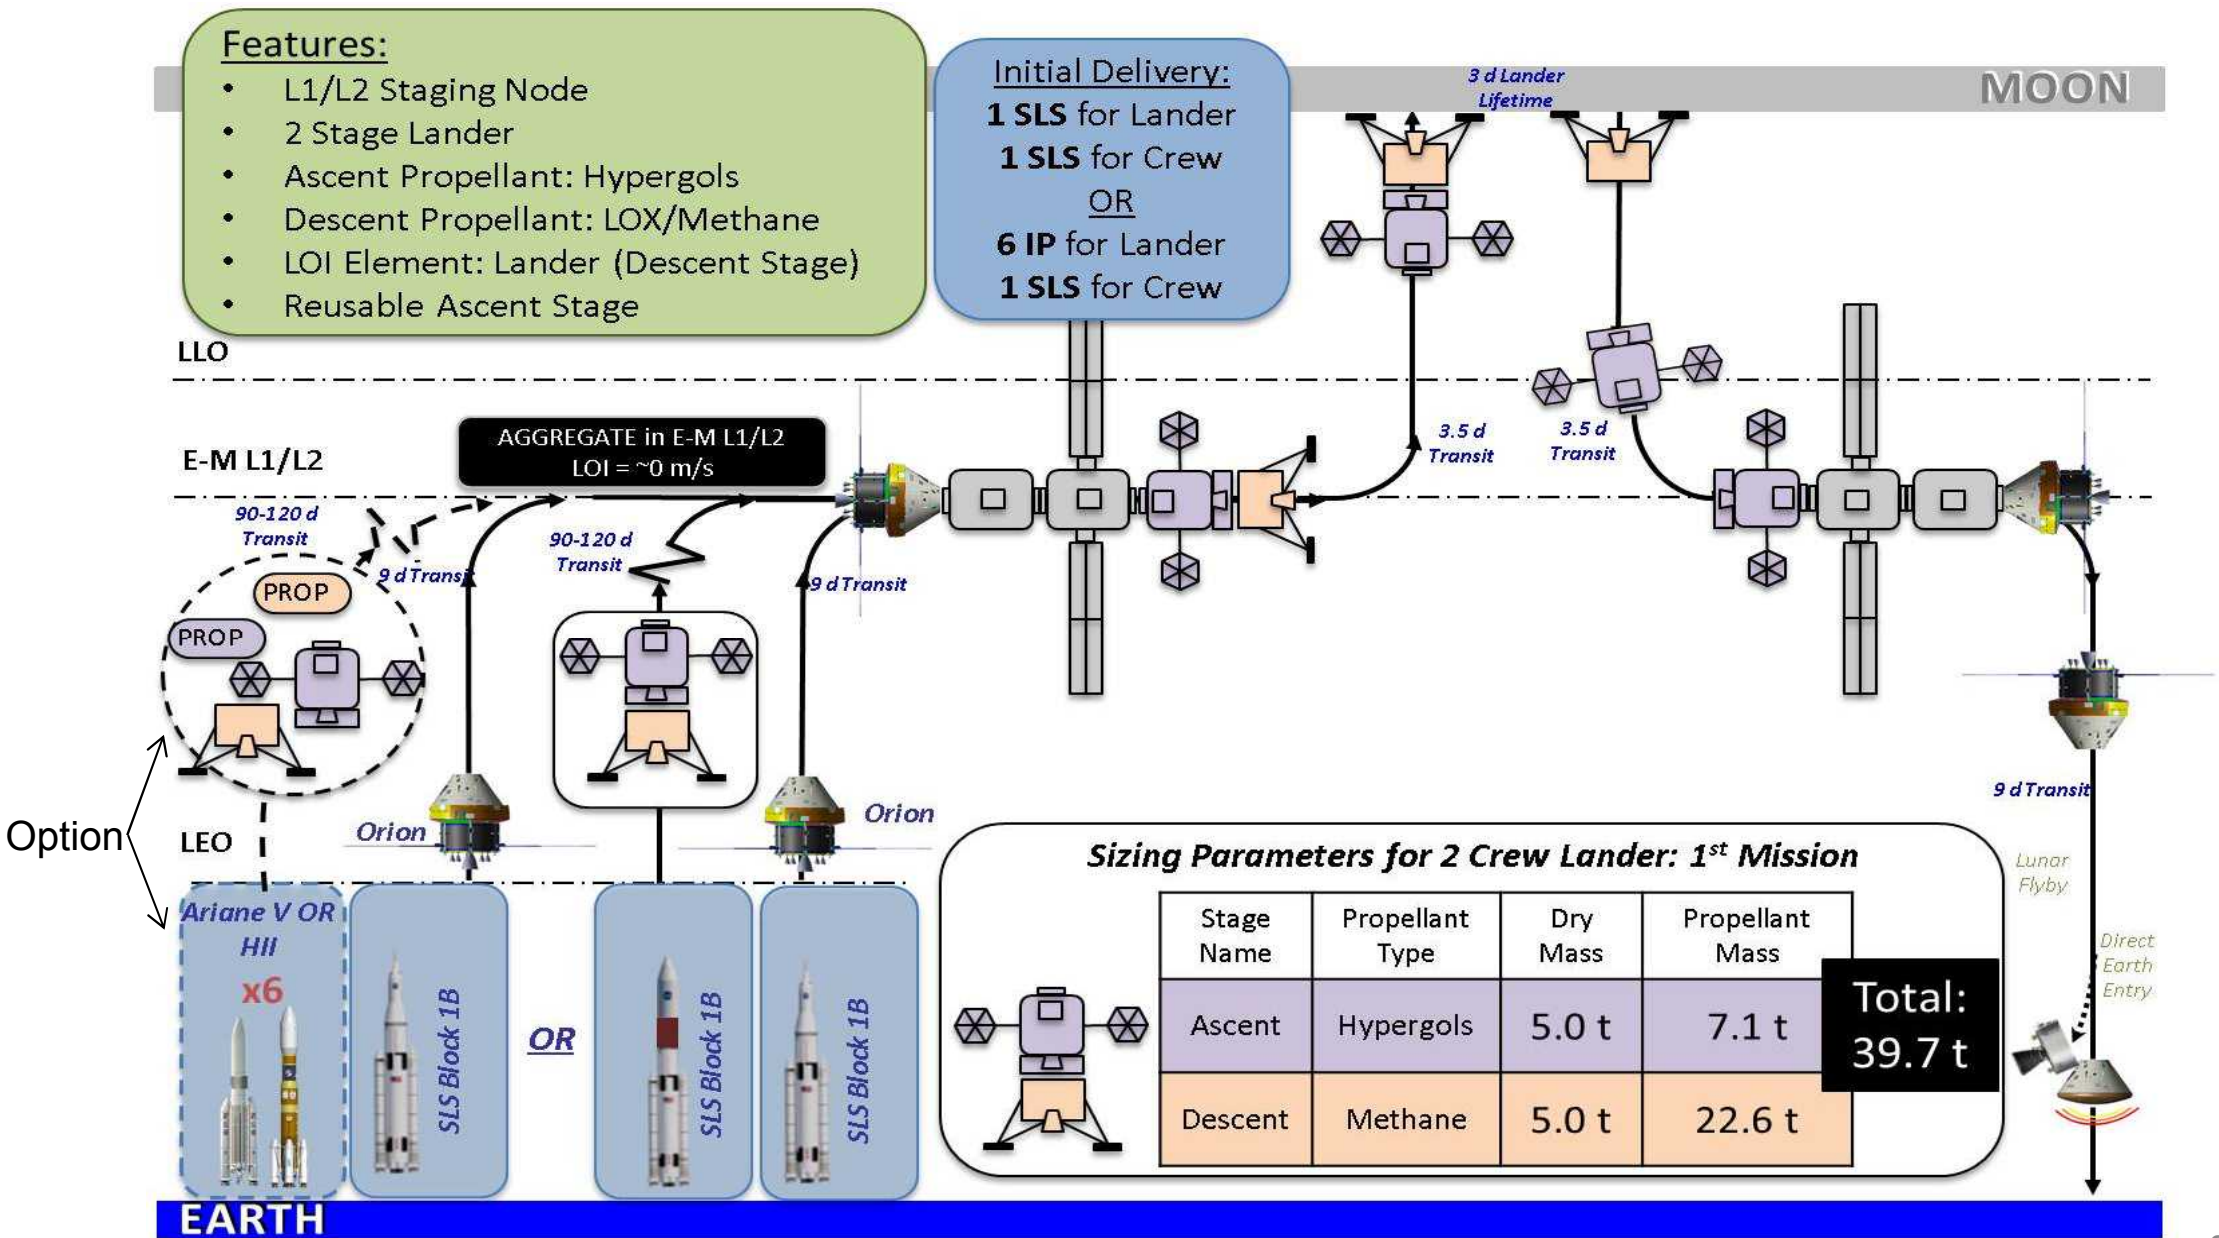 Features:
• L1/L2 Staging Node
• 2 Stage Lander
• Ascent Propellant: Hypergols
• Descent Propellant: LOX/Methane
• LOI Element: Lander (Descent Stage)
• Reusable Ascent Stage
Initial Delivery:
1 SLS for Lander
1 SLS for Crew
OR
6 IP for Lander
1 SLS for Crew
3 d Lander
Lifetime
MOON
LLO
E-M L1/L2
AGGREGATE in E-M L1/L2
LOI = ~0 m/s
3.5 d
Transit
3.5 d
Transit
90-120 d
Transit
9 d Transit
90-120 d
Transit
9 d Transit
PROP
PROP
Option
LEO
Orion
Orion
9 d Transit
Lunar
Flyby
Direct
Earth
Entry
Ariane V OR
HII
x6
SLS Block 1B
OR
SLS Block 1B
SLS Block 1B
Sizing Parameters for 2 Crew Lander: 1st Mission
Stage Name Propellant Type Dry Mass Propellant Mass
Ascent Hypergols 5.0 t 7.1 t
Descent Methane 5.0 t 22.6 t
Total:
39.7 t
EARTH